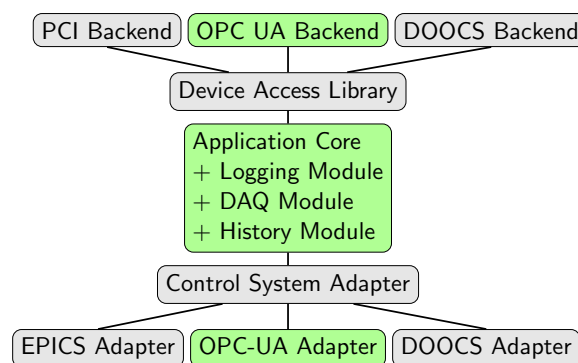 PCI Backend
OPC UA Backend
DOOCS Backend
Device Access Library
Application Core
+ Logging Module
+ DAQ Module
+ History Module
Control System Adapter
EPICS Adapter
OPC-UA Adapter
DOOCS Adapter